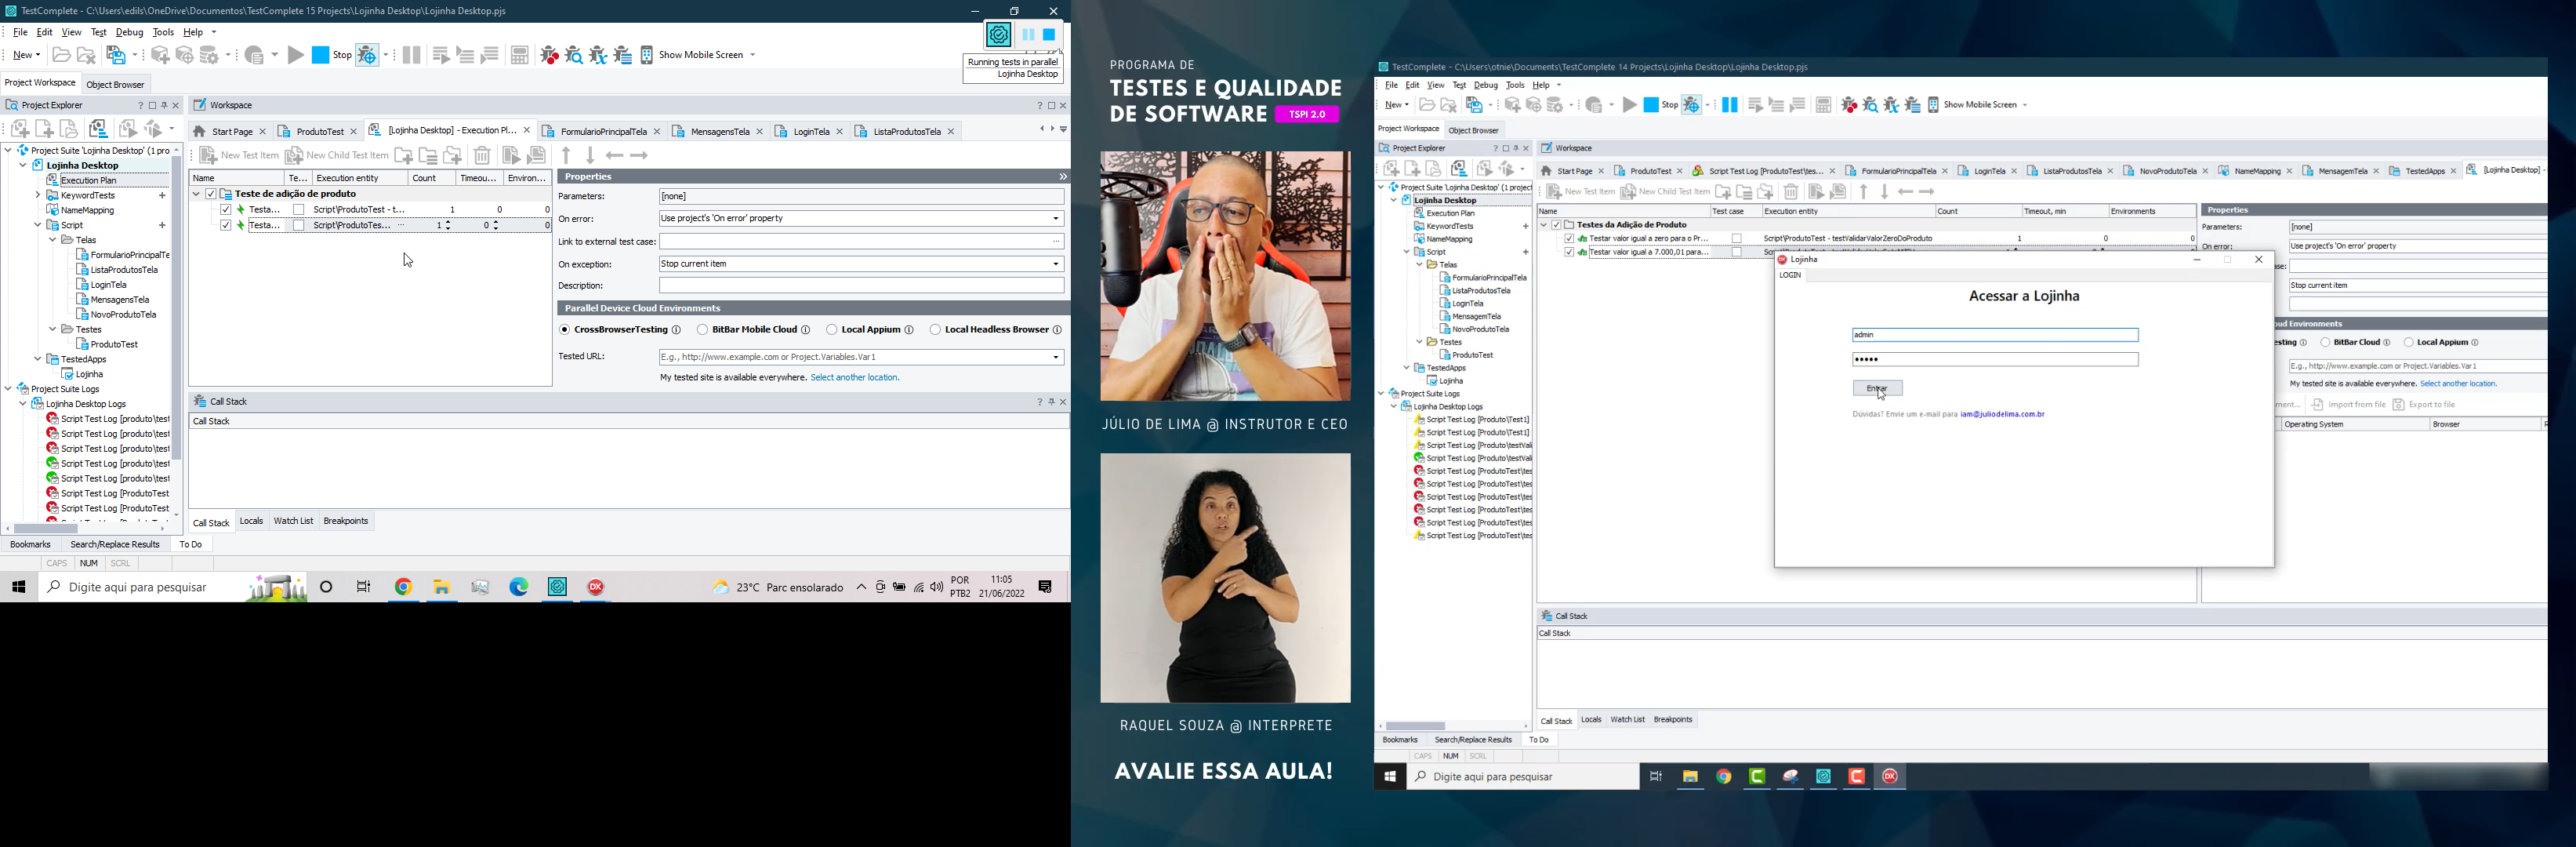 TestComplete - C:\Users\edils\OneDrive\Documentos\TestComplete 15 Projects\Lojinha Desktop\Lojinha Desktop.pjs
File Edit View Test Debug Tools Help
New Stop Show Mobile Screen
Running tests in parallel
Lojinha Desktop
Project Workspace Object Browser
Project Explorer
Workspace
Start Page ProdutoTest [Lojinha Desktop] - Execution Pl... FormularioPrincipalTela MensagensTela LoginTela ListaProdutosTela
New Test Item New Child Test Item
Project Suite 'Lojinha Desktop' (1 pro
Lojinha Desktop
Execution Plan
KeywordTests
NameMapping
Script
Telas
FormularioPrincipalTe
ListaProdutosTela
LoginTela
MensagensTela
NovoProdutoTela
Testes
ProdutoTest
TestedApps
Lojinha
Project Suite Logs
Lojinha Desktop Logs
Script Test Log [produto\test
Script Test Log [produto\test
Script Test Log [produto\test
Script Test Log [produto\test
Script Test Log [produto\test
Script Test Log [ProdutoTest
Script Test Log [ProdutoTest
Name Te... Execution entity Count Timeou... Environ...
Teste de adição de produto
Testa... Script\ProdutoTest - t... 1 0 0
Testa... Script\ProdutoTes... ... 1 0 0
Properties
Parameters: [none]
On error: Use project's 'On error' property
Link to external test case:
On exception: Stop current item
Description:
Parallel Device Cloud Environments
CrossBrowserTesting BitBar Mobile Cloud Local Appium Local Headless Browser
Tested URL: E.g., http://www.example.com or Project.Variables.Var1
My tested site is available everywhere. Select another location.
Call Stack
Call Stack
Call Stack Locals Watch List Breakpoints
Bookmarks Search/Replace Results To Do
CAPS NUM SCRL
Digite aqui para pesquisar
23°C Parc ensolarado
POR
PTB2
11:05
21/06/2022
PROGRAMA DE
TESTES E QUALIDADE
DE SOFTWARE TSPI 2.0
JÚLIO DE LIMA @ INSTRUTOR E CEO
RAQUEL SOUZA @ INTERPRETE
AVALIE ESSA AULA!
TestComplete - C:\Users\otnie\Documents\TestComplete 14 Projects\Lojinha Desktop\Lojinha Desktop.pjs
File Edit View Test Debug Tools Help
New Stop Show Mobile Screen
Project Workspace Object Browser
Project Explorer
Workspace
Start Page ProdutoTest Script Test Log [ProdutoTest\tes... FormularioPrincipalTela LoginTela ListaProdutosTela NovoProdutoTela NameMapping MensagemTela TestedApps [Lojinha Desktop] -
New Test Item New Child Test Item
Project Suite 'Lojinha Desktop' (1 project
Lojinha Desktop
Execution Plan
KeywordTests
NameMapping
Script
Telas
FormularioPrincipalTela
ListaProdutosTela
LoginTela
MensagemTela
NovoProdutoTela
Testes
ProdutoTest
TestedApps
Lojinha
Project Suite Logs
Lojinha Desktop Logs
Script Test Log [Produto\Test1]
Script Test Log [Produto\Test1]
Script Test Log [Produto\testVali
Script Test Log [Produto\testVali
Script Test Log [ProdutoTest\tes
Script Test Log [ProdutoTest\tes
Script Test Log [ProdutoTest\tes
Script Test Log [ProdutoTest\tes
Script Test Log [ProdutoTest\tes
Script Test Log [ProdutoTest\tes
Name Test case Execution entity Count Timeout, min Environments
Testes da Adição de Produto
Testar valor igual a zero para o Pr... Script\ProdutoTest - testValidarValorZeroDoProduto 1 0 0
Testar valor igual a 7.000,01 para...
Properties
Parameters: [none]
On error: Use project's 'On error' property
Stop current item
oud Environments
esting BitBar Cloud Local Appium
E.g., http://www.example.com or Project.Variables.Var1
My tested site is available everywhere. Select another location.
Import from file Export to file
Operating System Browser
Lojinha
LOGIN
Acessar a Lojinha
admin
•••••
Entrar
Dúvidas? Envie um e-mail para iam@juliodelima.com.br
Call Stack
Call Stack
Call Stack Locals Watch List Breakpoints
Bookmarks Search/Replace Results To Do
CAPS NUM SCRL
Digite aqui para pesquisar